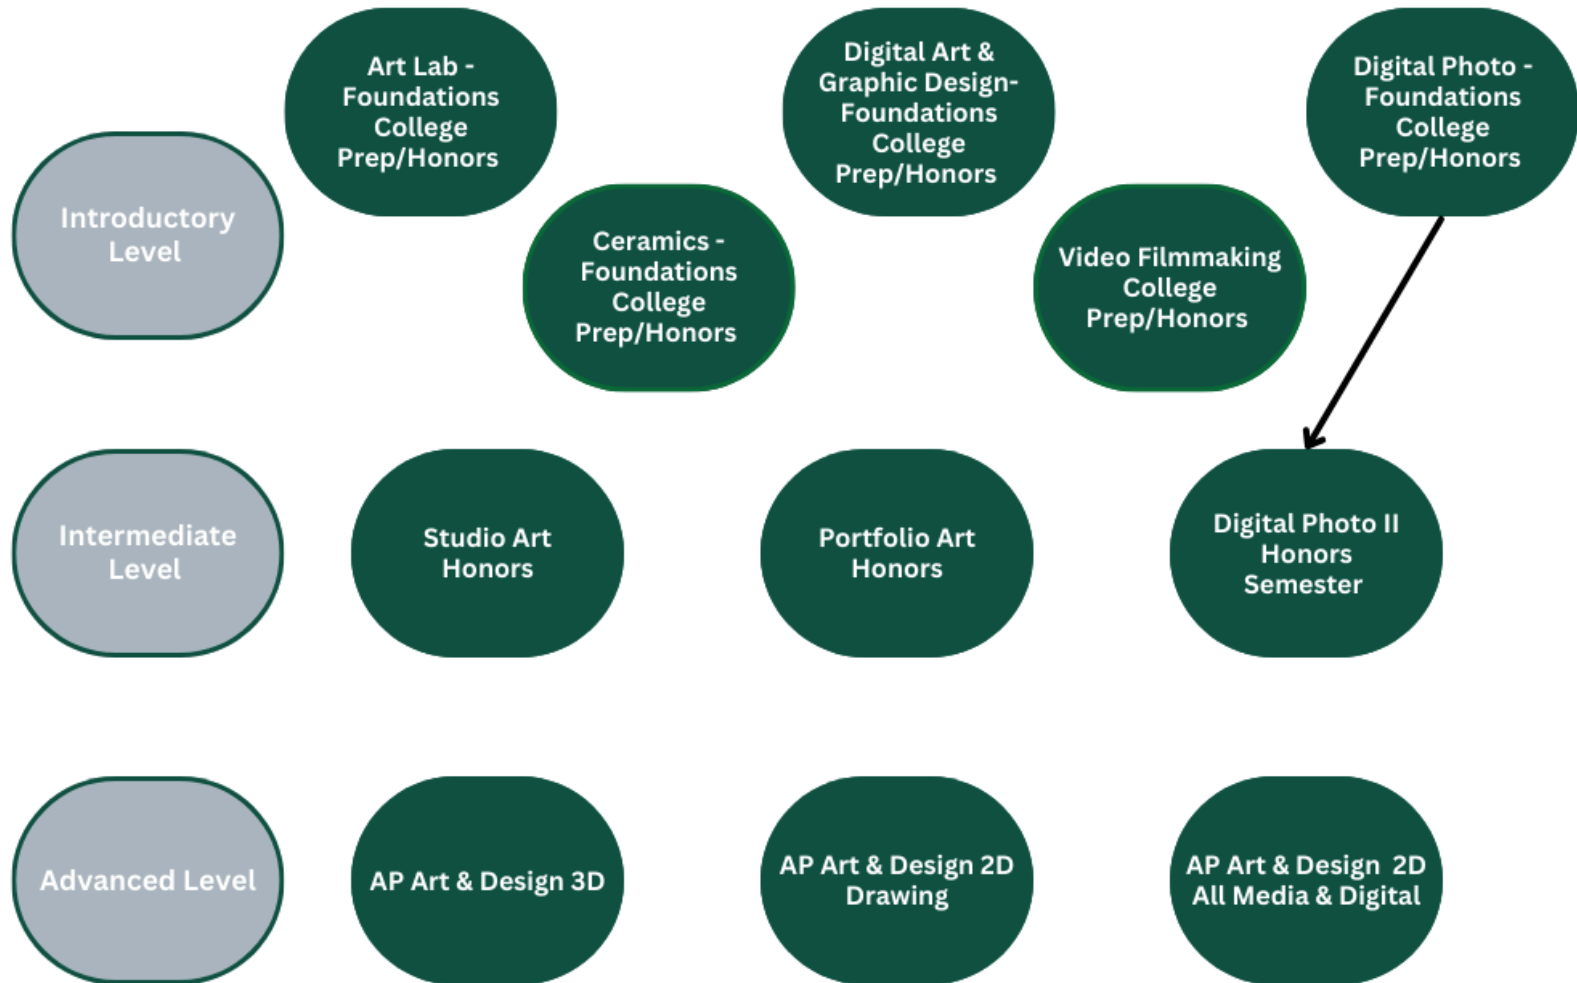 Introductory
Level
Art Lab -
Foundations
College
Prep/Honors
Ceramics -
Foundations
College
Prep/Honors
Digital Art &
Graphic Design-
Foundations
College
Prep/Honors
Video Filmmaking
College
Prep/Honors
Digital Photo -
Foundations
College
Prep/Honors
Intermediate
Level
Studio Art
Honors
Portfolio Art
Honors
Digital Photo II
Honors
Semester
Advanced Level
AP Art & Design 3D
AP Art & Design 2D
Drawing
AP Art & Design 2D
All Media & Digital